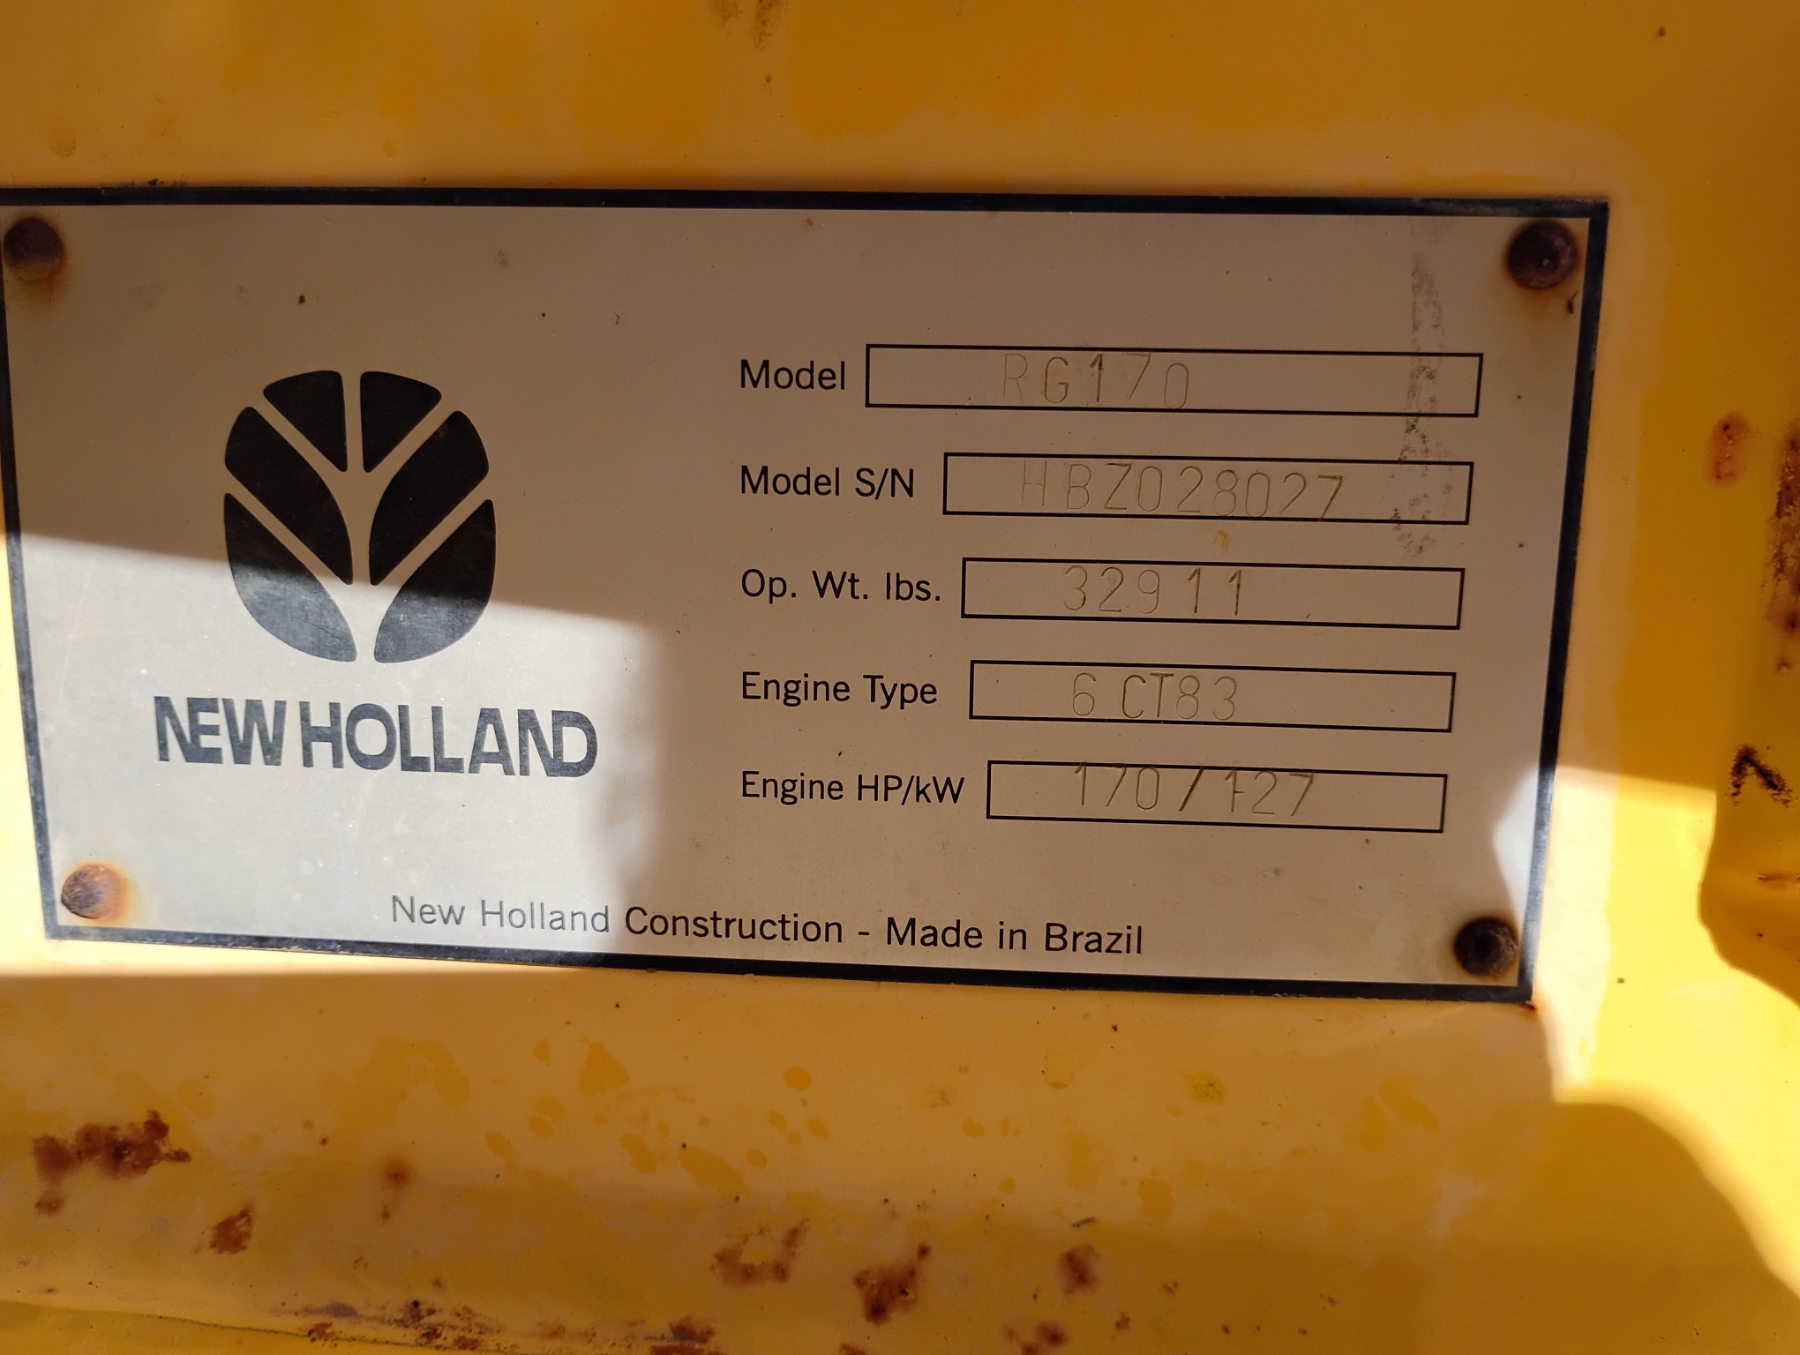 NEW HOLLAND
Model RG170
Model S/N HBZ028027
Op. Wt. lbs. 32911
Engine Type 6CT83
Engine HP/kW 170/127
New Holland Construction - Made in Brazil